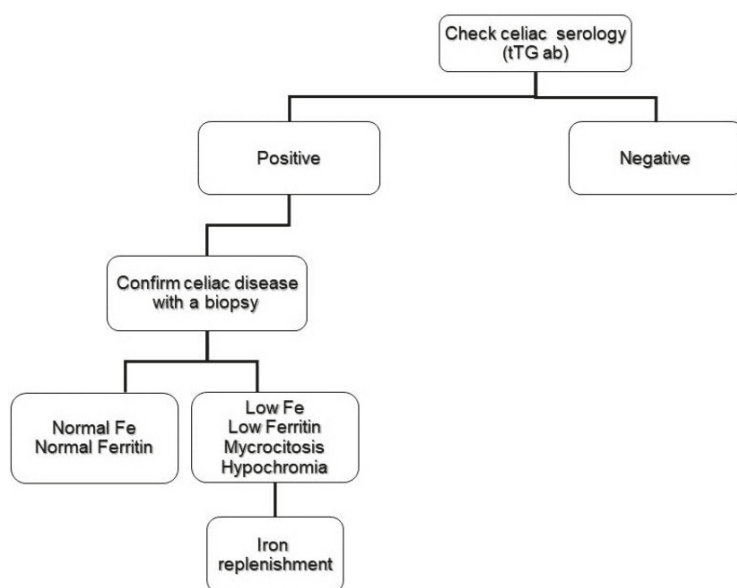 Check celiac serology
(tTG ab)
Positive
Negative
Confirm celiac disease
with a biopsy
Normal Fe
Normal Ferritin
Low Fe
Low Ferritin
Mycrocitosis
Hypochromia
Iron
replenishment